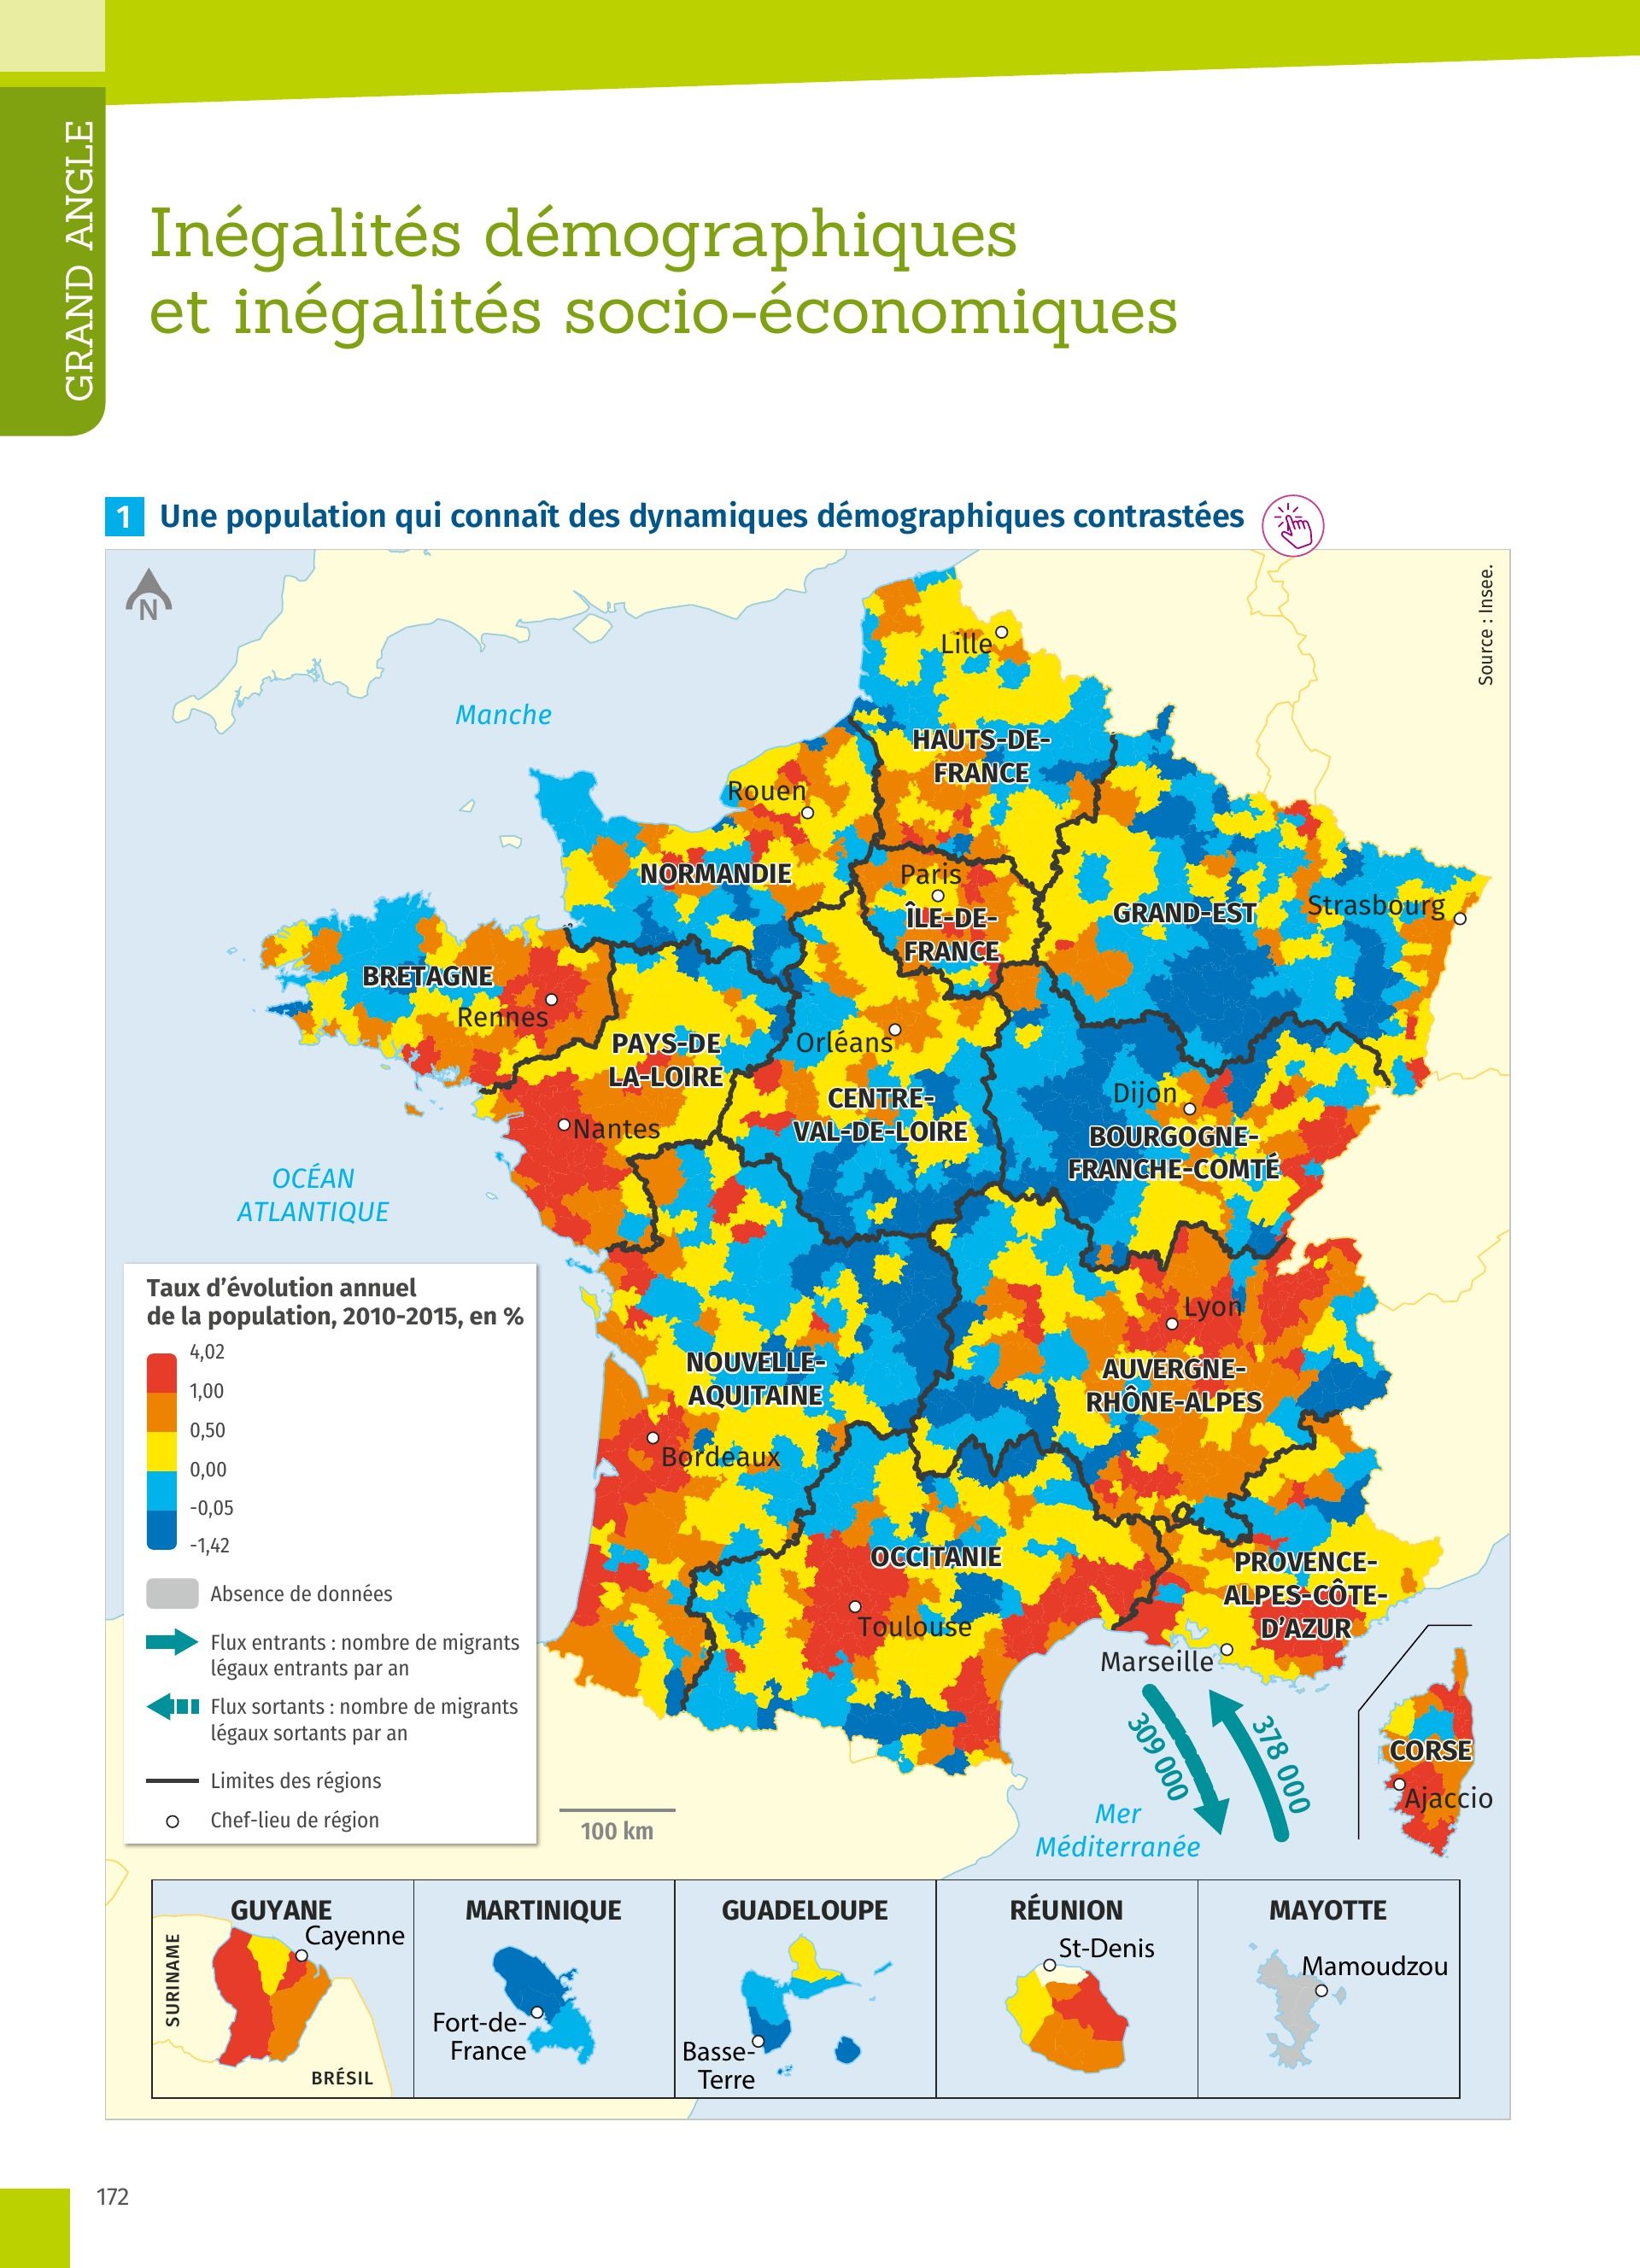 GRAND ANGLE
Inégalités démographiques
et inégalités socio-économiques
1 Une population qui connaît des dynamiques démographiques contrastées
N
Source : Insee.
Manche
Lille
HAUTS-DE-
FRANCE
Rouen
NORMANDIE
Paris
ÎLE-DE-
FRANCE
GRAND-EST
Strasbourg
BRETAGNE
Rennes
PAYS-DE
LA-LOIRE
Orléans
CENTRE-
VAL-DE-LOIRE
Dijon
BOURGOGNE-
FRANCHE-COMTÉ
Nantes
OCÉAN
ATLANTIQUE
Lyon
AUVERGNE-
RHÔNE-ALPES
NOUVELLE-
AQUITAINE
Bordeaux
OCCITANIE
Toulouse
PROVENCE-
ALPES-CÔTE-
D'AZUR
Marseille
309 000
378 000
Mer
Méditerranée
CORSE
Ajaccio
Taux d'évolution annuel
de la population, 2010-2015, en %
4,02
1,00
0,50
0,00
-0,05
-1,42
Absence de données
Flux entrants : nombre de migrants
légaux entrants par an
Flux sortants : nombre de migrants
légaux sortants par an
Limites des régions
Chef-lieu de région
100 km
GUYANE
Cayenne
SURINAME
BRÉSIL
MARTINIQUE
Fort-de-
France
GUADELOUPE
Basse-
Terre
RÉUNION
St-Denis
MAYOTTE
Mamoudzou
172